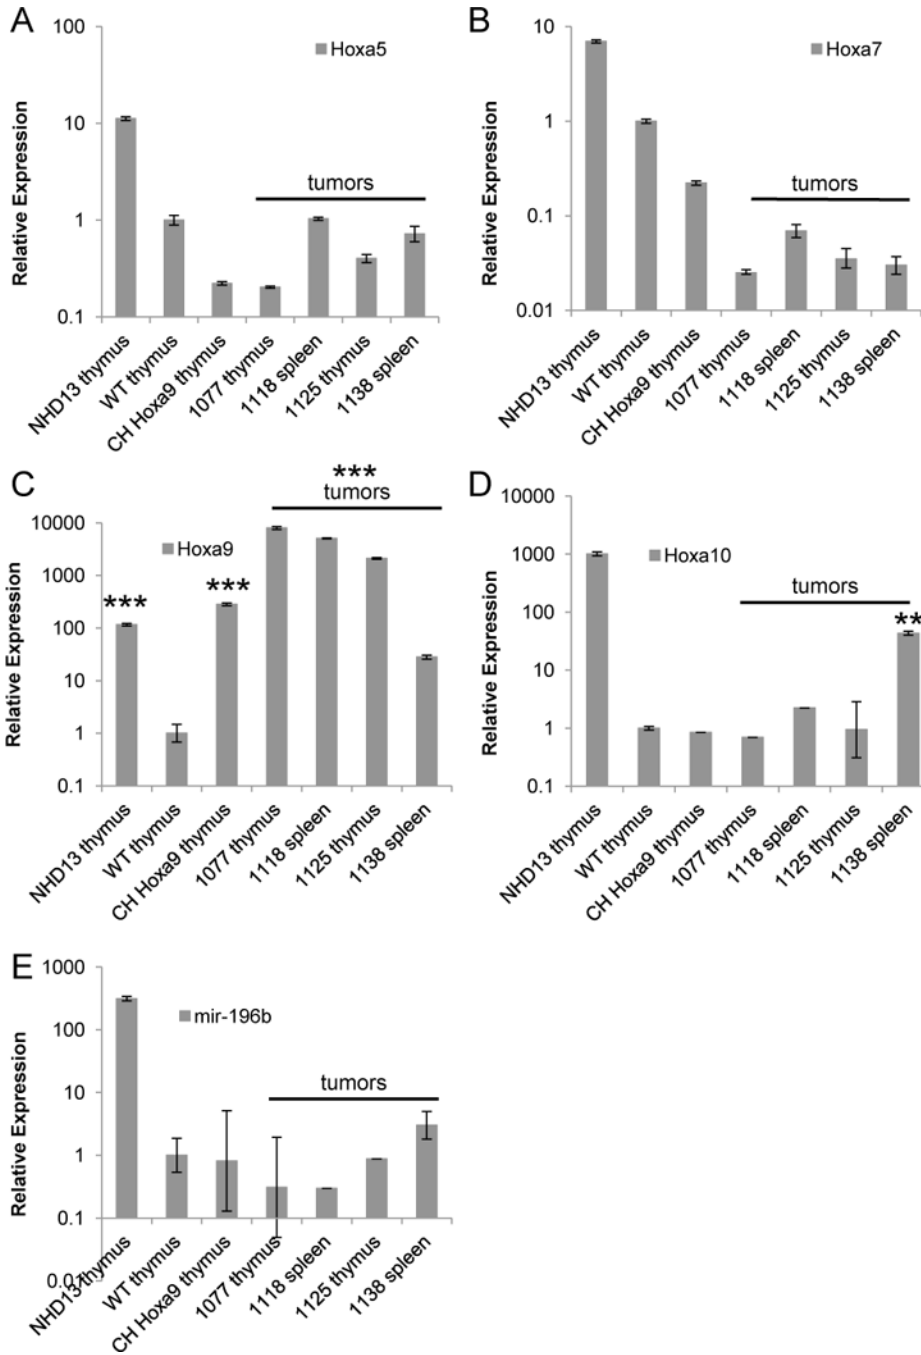 A
Relative Expression
100
10
1
0.1
Hoxa5
tumors
NHD13 thymus
WT thymus
CH Hoxa9 thymus
1077 thymus
1118 spleen
1125 thymus
1138 spleen
B
Relative Expression
10
1
0.1
0.01
Hoxa7
tumors
NHD13 thymus
WT thymus
CH Hoxa9 thymus
1077 thymus
1118 spleen
1125 thymus
1138 spleen
C
Relative Expression
10000
1000
100
10
1
0.1
Hoxa9
***
***
***
tumors
NHD13 thymus
WT thymus
CH Hoxa9 thymus
1077 thymus
1118 spleen
1125 thymus
1138 spleen
D
Relative Expression
10000
1000
100
10
1
0.1
Hoxa10
tumors
**
NHD13 thymus
WT thymus
CH Hoxa9 thymus
1077 thymus
1118 spleen
1125 thymus
1138 spleen
E
Relative Expression
1000
100
10
1
0.1
0.01
mir-196b
tumors
NHD13 thymus
WT thymus
CH Hoxa9 thymus
1077 thymus
1118 spleen
1125 thymus
1138 spleen